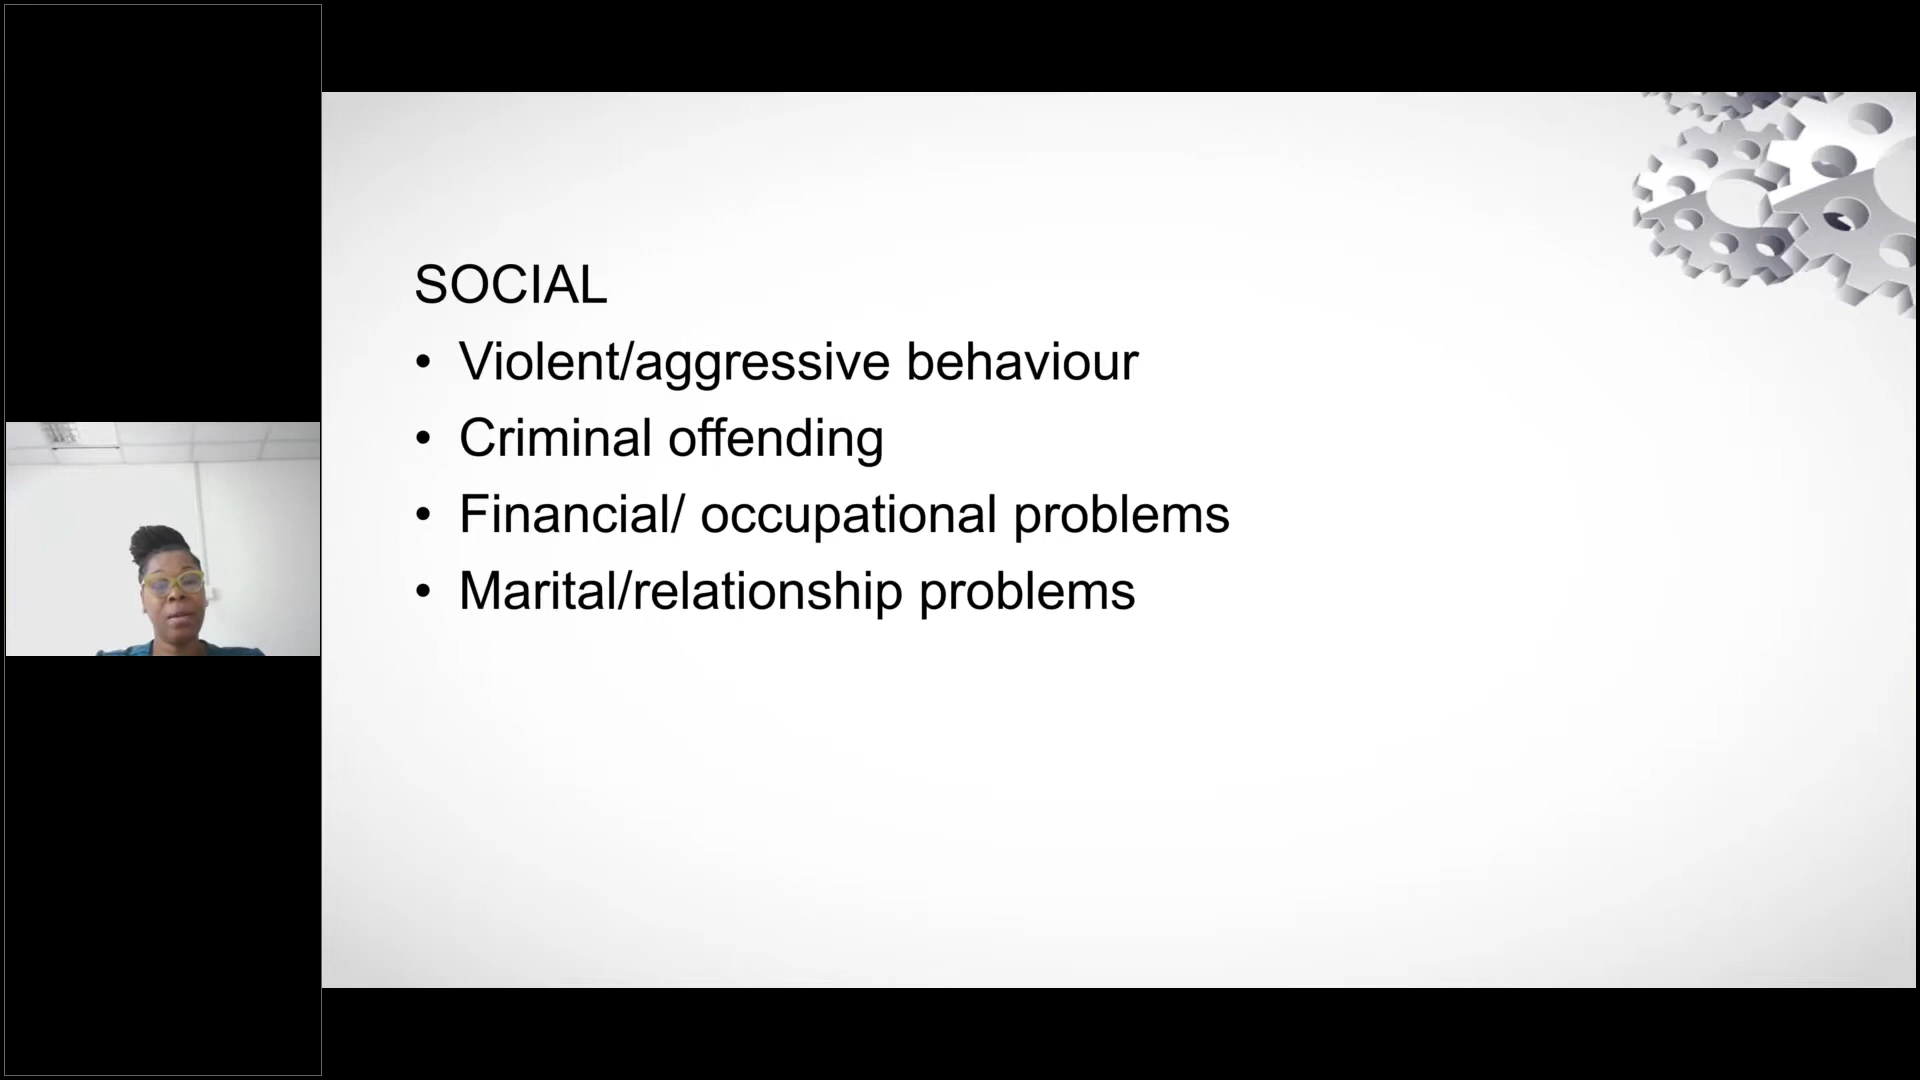 SOCIAL
• Violent/aggressive behaviour
• Criminal offending
• Financial/ occupational problems
• Marital/relationship problems